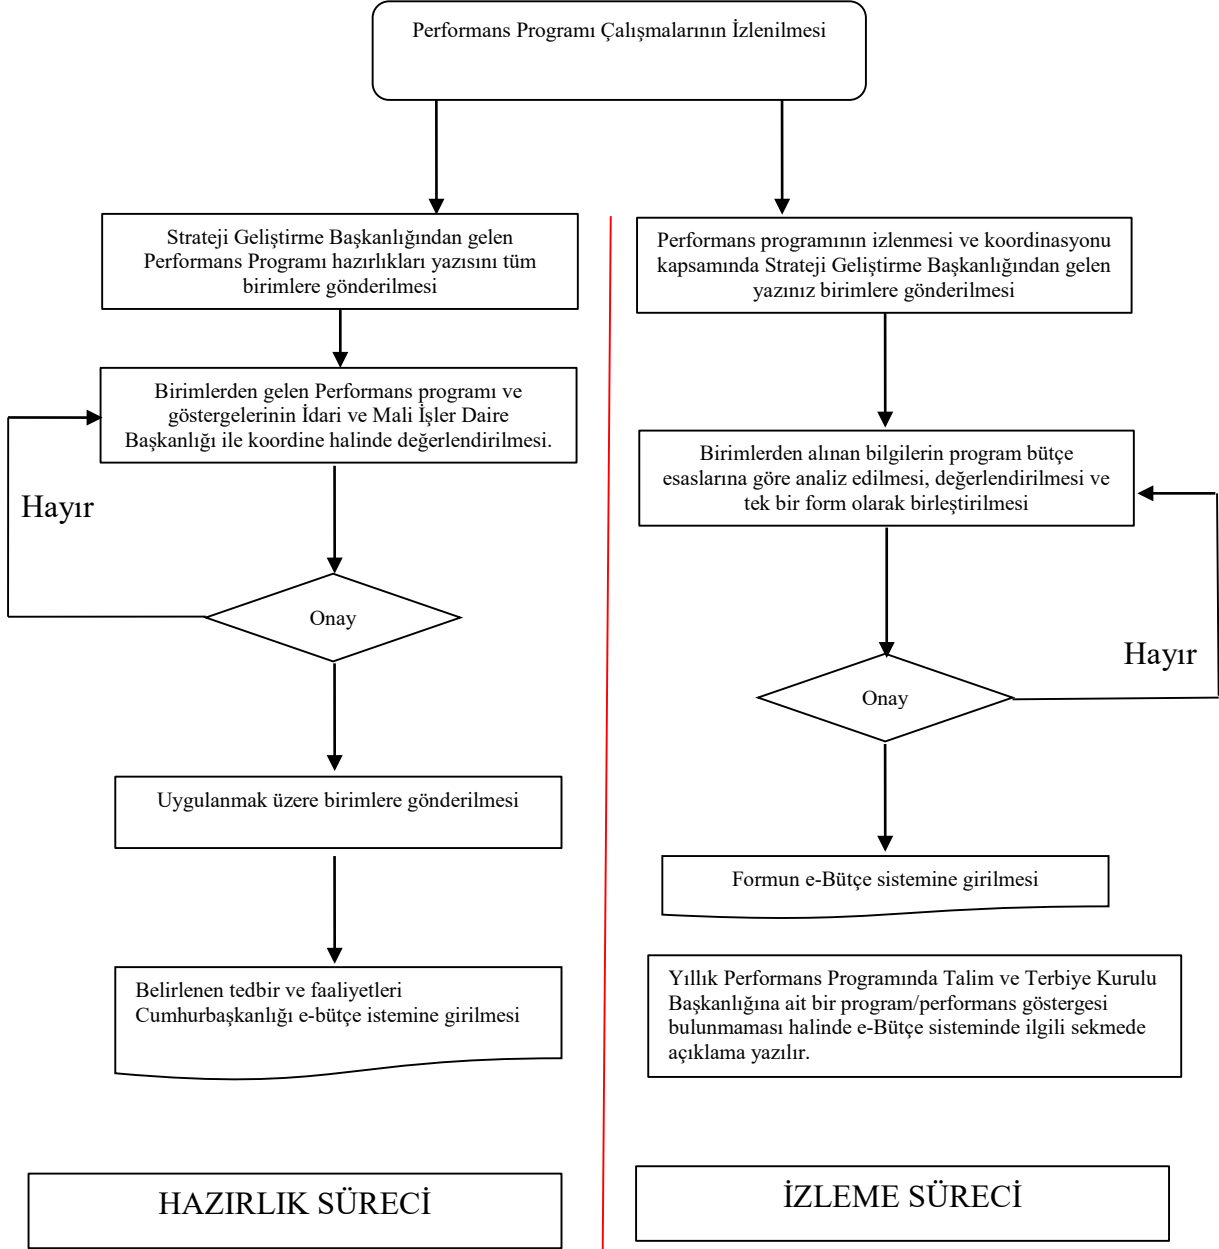 Performans Programı Çalışmalarının İzlenilmesi
Strateji Geliştirme Başkanlığından gelen
Performans Programı hazırlıkları yazısını tüm
birimlere gönderilmesi
Birimlerden gelen Performans programı ve
göstergelerinin İdari ve Mali İşler Daire
Başkanlığı ile koordine halinde değerlendirilmesi.
Hayır
Onay
Uygulanmak üzere birimlere gönderilmesi
Belirlenen tedbir ve faaliyetleri
Cumhurbaşkanlığı e-bütçe istemine girilmesi
HAZIRLIK SÜRECİ
Performans programının izlenmesi ve koordinasyonu
kapsamında Strateji Geliştirme Başkanlığından gelen
yazınız birimlere gönderilmesi
Birimlerden alınan bilgilerin program bütçe
esaslarına göre analiz edilmesi, değerlendirilmesi ve
tek bir form olarak birleştirilmesi
Hayır
Onay
Formun e-Bütçe sistemine girilmesi
Yıllık Performans Programında Talim ve Terbiye Kurulu
Başkanlığına ait bir program/performans göstergesi
bulunmaması halinde e-Bütçe sisteminde ilgili sekmede
açıklama yazılır.
İZLEME SÜRECİ